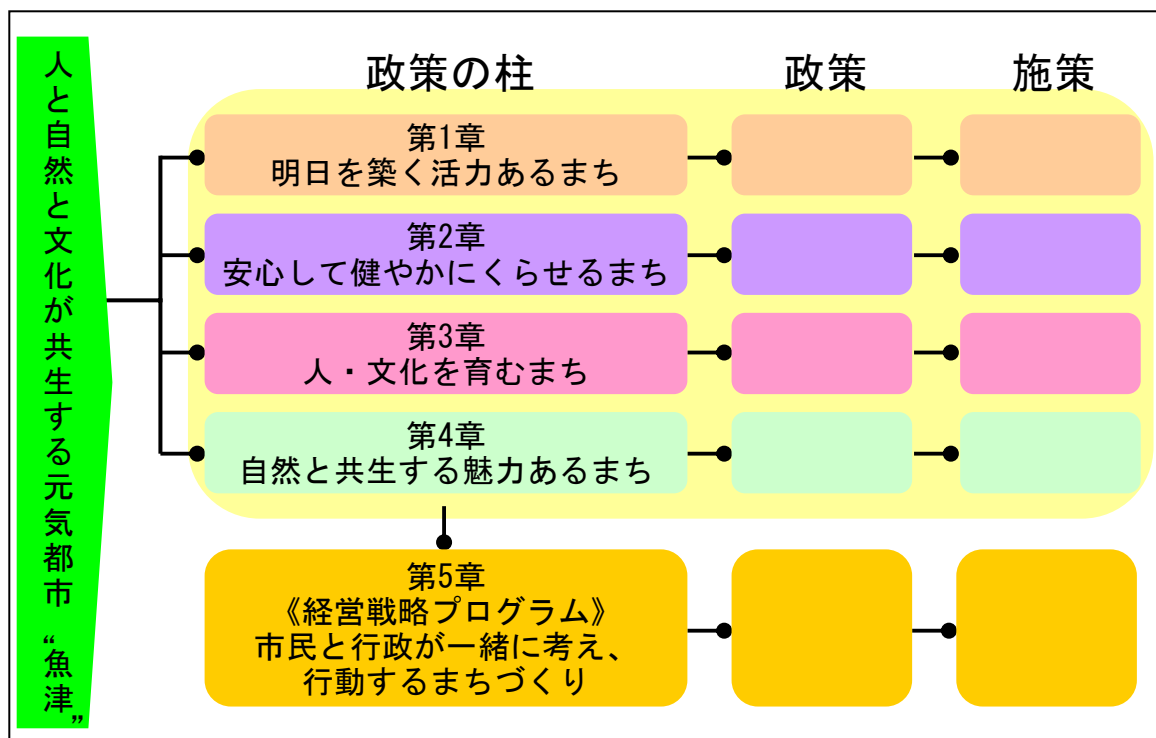 人と自然と文化が共生する元気都市“魚津”
政策の柱
政策
施策
第1章
明日を築く活力あるまち
第2章
安心して健やかにくらせるまち
第3章
人・文化を育むまち
第4章
自然と共生する魅力あるまち
第5章
《経営戦略プログラム》
市民と行政が一緒に考え、
行動するまちづくり